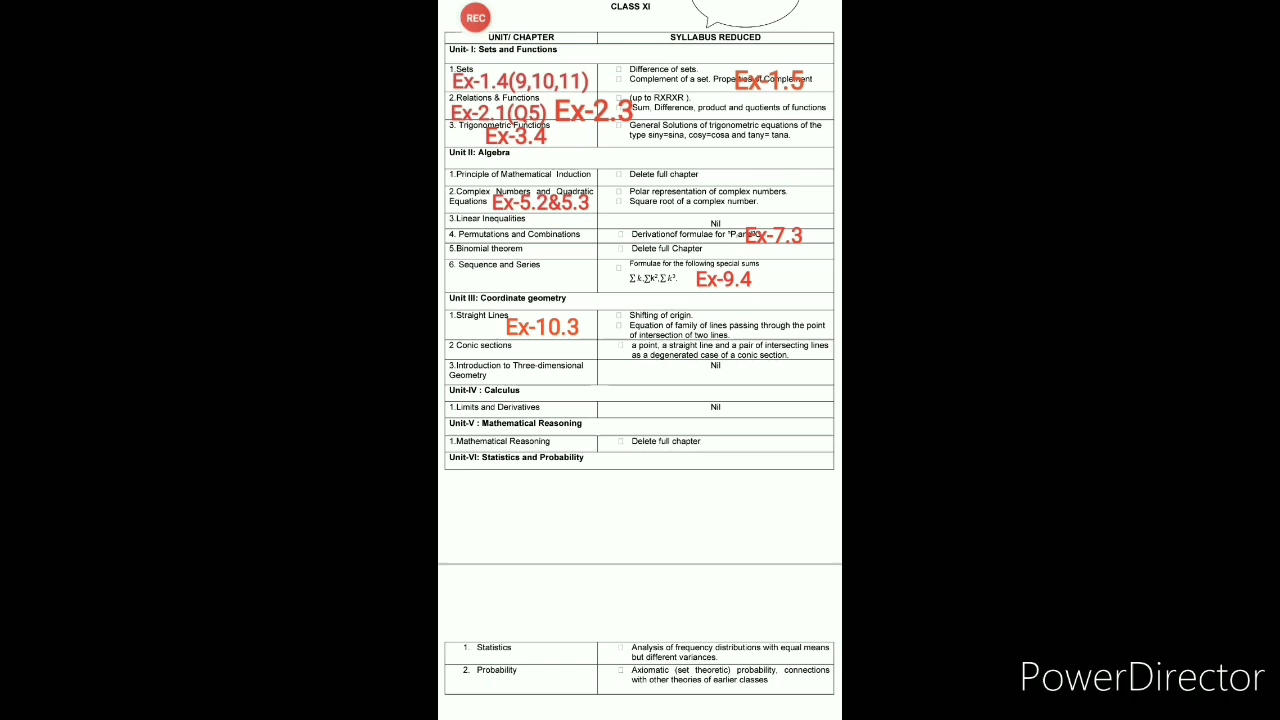 REC
CLASS XI
UNIT/ CHAPTER SYLLABUS REDUCED
Unit- I: Sets and Functions
1.Sets
Ex-1.4(9,10,11)
Difference of sets.
Complement of a set. Properties of Complement
Ex-1.5
2.Relations & Functions
Ex-2.1(Q5) Ex-2.3
(up to RXRXR ).
Sum, Difference, product and quotients of functions
3. Trigonometric Functions
Ex-3.4
General Solutions of trigonometric equations of the
type siny=sina, cosy=cosa and tany= tana.
Unit II: Algebra
1.Principle of Mathematical Induction Delete full chapter
2.Complex Numbers and Quadratic
Equations Ex-5.2&5.3
Polar representation of complex numbers.
Square root of a complex number.
3.Linear Inequalities Nil
4. Permutations and Combinations Derivationof formulae for Ex-7.3
5.Binomial theorem Delete full Chapter
6. Sequence and Series
Formulae for the following special sums
∑k,∑k²,∑k³. Ex-9.4
Unit III: Coordinate geometry
1.Straight Lines
Ex-10.3
Shifting of origin.
Equation of family of lines passing through the point
of intersection of two lines.
2 Conic sections
a point, a straight line and a pair of intersecting lines
as a degenerated case of a conic section.
3.Introduction to Three-dimensional
Geometry
Nil
Unit-IV : Calculus
1.Limits and Derivatives Nil
Unit-V : Mathematical Reasoning
1.Mathematical Reasoning Delete full chapter
Unit-VI: Statistics and Probability
1. Statistics
Analysis of frequency distributions with equal means
but different variances.
2. Probability
Axiomatic (set theoretic) probability, connections
with other theories of earlier classes
PowerDirector